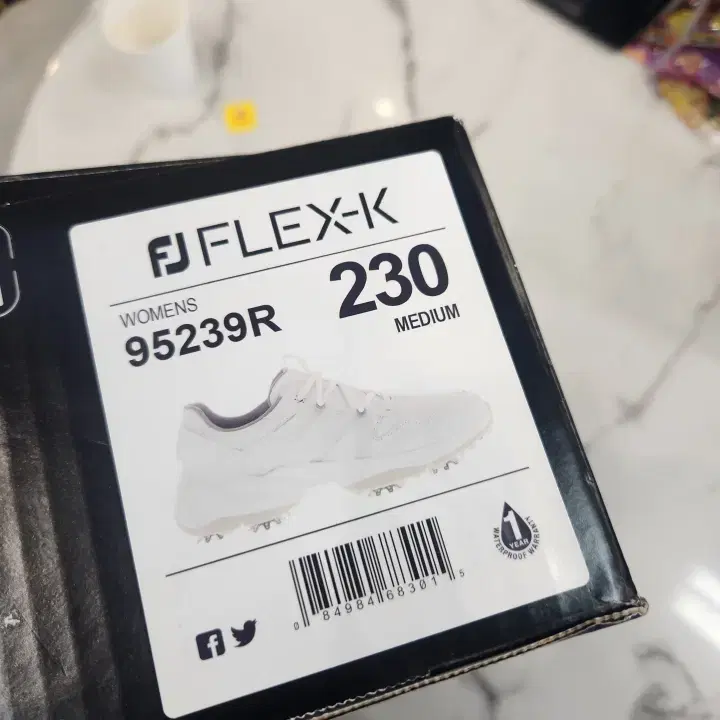 FJ FLEX-K
WOMENS
95239R
230
MEDIUM
1
YEAR
WATERPROOF WARRANTY
0 84984 68301 5